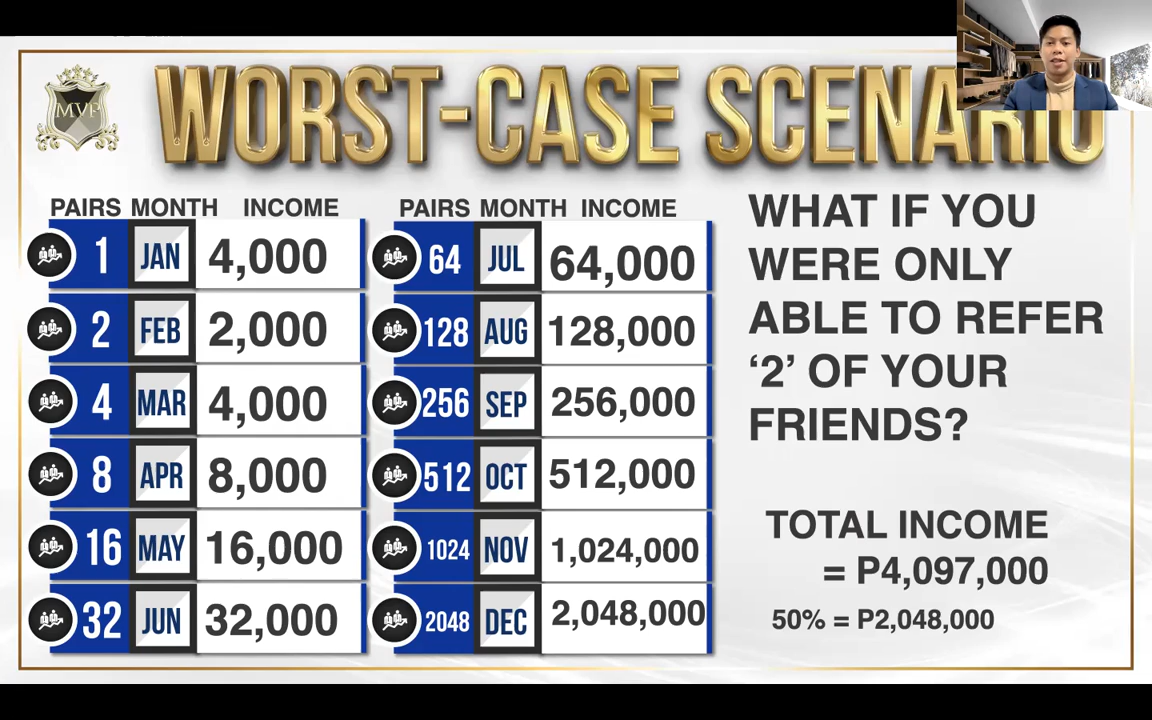 MVP
WORST-CASE SCENARIO
PAIRS MONTH INCOME
1 JAN 4,000
2 FEB 2,000
4 MAR 4,000
8 APR 8,000
16 MAY 16,000
32 JUN 32,000
PAIRS MONTH INCOME
64 JUL 64,000
128 AUG 128,000
256 SEP 256,000
512 OCT 512,000
1024 NOV 1,024,000
2048 DEC 2,048,000
WHAT IF YOU
WERE ONLY
ABLE TO REFER
‘2’ OF YOUR
FRIENDS?
TOTAL INCOME
= P4,097,000
50% = P2,048,000